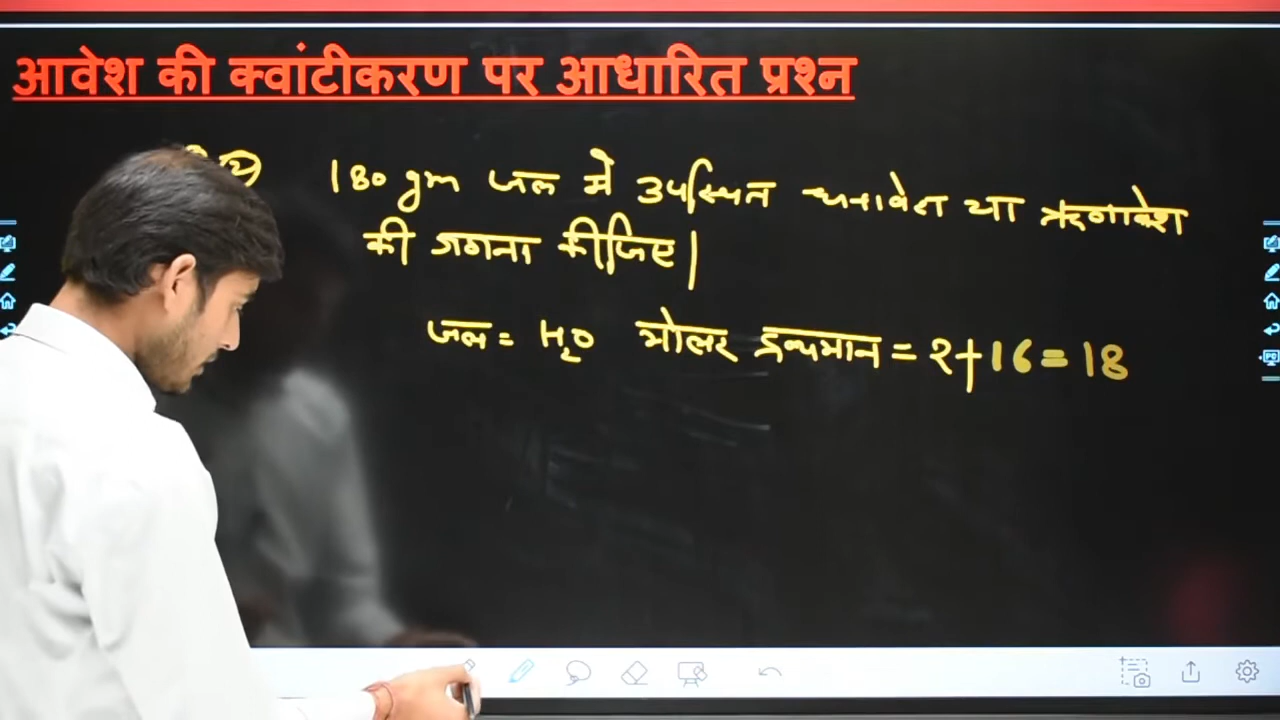 आवेश की क्वांटीकरण पर आधारित प्रश्न
180 gm जल में उपस्थित धनावेश या ऋणावेश
की गणना कीजिए।
जल = H₂O मोलर द्रव्यमान = 2+16=18